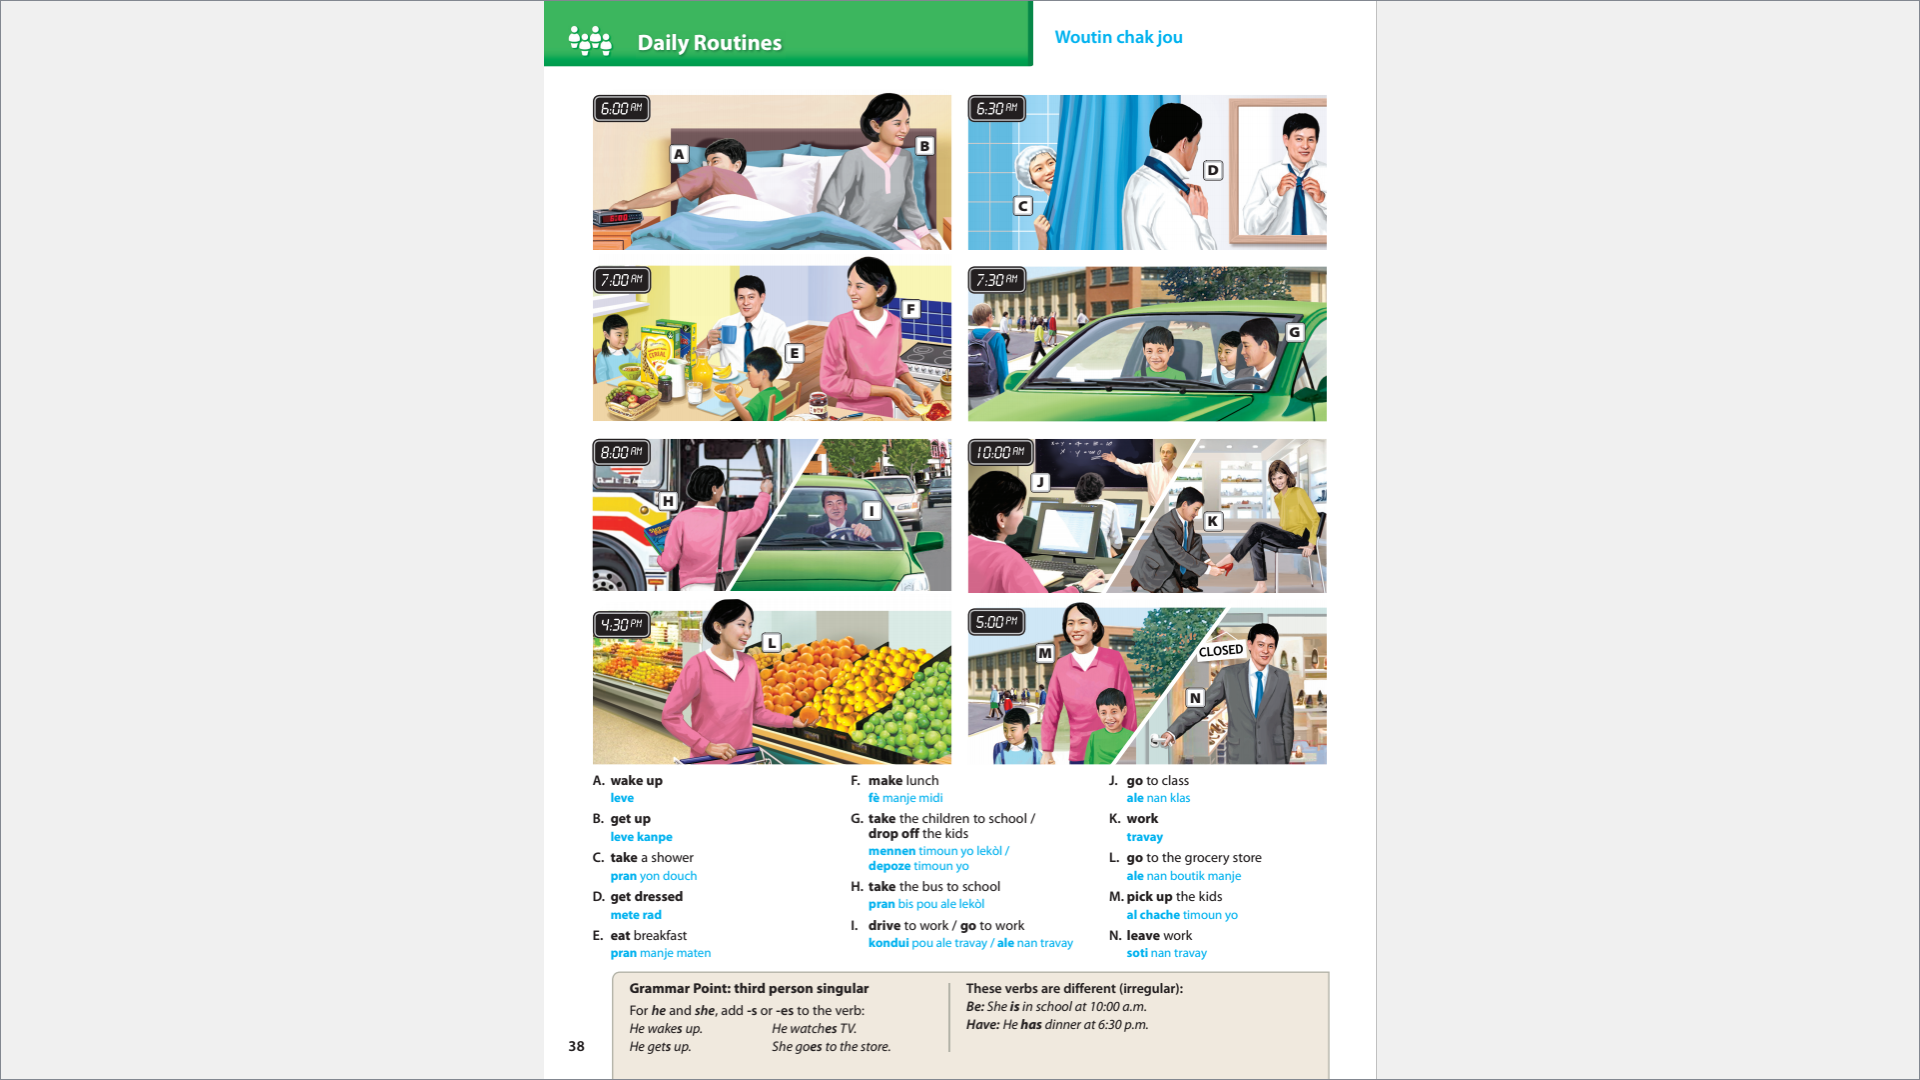 Daily Routines
Woutin chak jou
6:00 AM
A
B
6:00
6:30 AM
C
D
7:00 AM
E
F
CEREAL
7:30 AM
G
8:00 AM
H
I
10:00 AM
J
K
4:30 PM
L
5:00 PM
M
CLOSED
N
A. wake up
leve
B. get up
leve kanpe
C. take a shower
pran yon douch
D. get dressed
mete rad
E. eat breakfast
pran manje maten
F. make lunch
fè manje midi
G. take the children to school /
drop off the kids
mennen timoun yo lekòl /
depoze timoun yo
H. take the bus to school
pran bis pou ale lekòl
I. drive to work / go to work
kondui pou ale travay / ale nan travay
J. go to class
ale nan klas
K. work
travay
L. go to the grocery store
ale nan boutik manje
M. pick up the kids
al chache timoun yo
N. leave work
soti nan travay
Grammar Point: third person singular
For he and she, add -s or -es to the verb:
He wakes up. He watches TV.
He gets up. She goes to the store.
These verbs are different (irregular):
Be: She is in school at 10:00 a.m.
Have: He has dinner at 6:30 p.m.
38